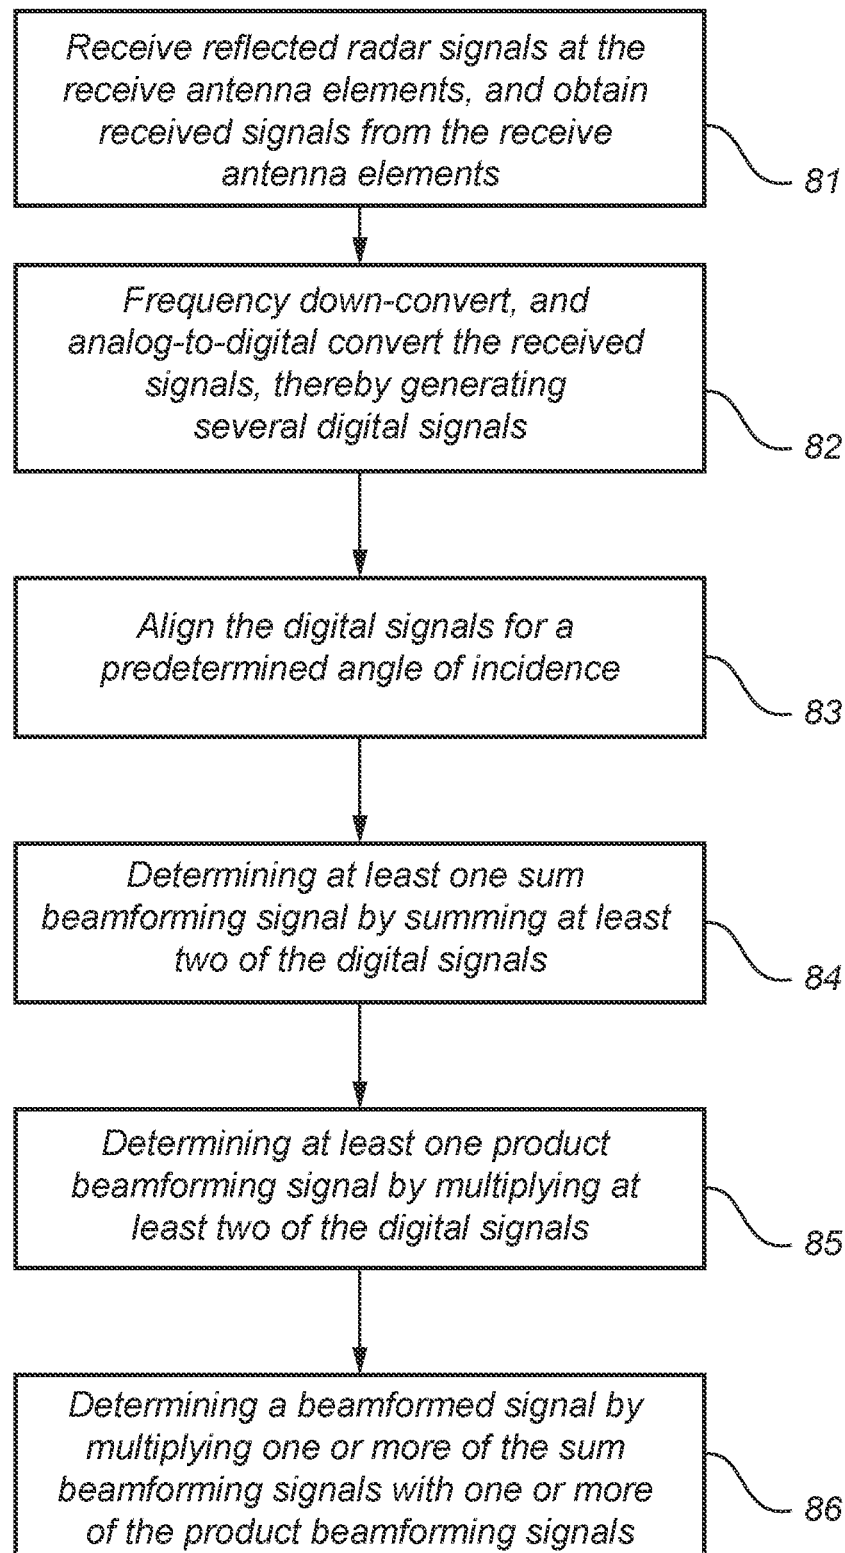 Receive reflected radar signals at the
receive antenna elements, and obtain
received signals from the receive
antenna elements
81
Frequency down-convert, and
analog-to-digital convert the received
signals, thereby generating
several digital signals
82
Align the digital signals for a
predetermined angle of incidence
83
Determining at least one sum
beamforming signal by summing at least
two of the digital signals
84
Determining at least one product
beamforming signal by multiplying at
least two of the digital signals
85
Determining a beamformed signal by
multiplying one or more of the sum
beamforming signals with one or more
of the product beamforming signals
86